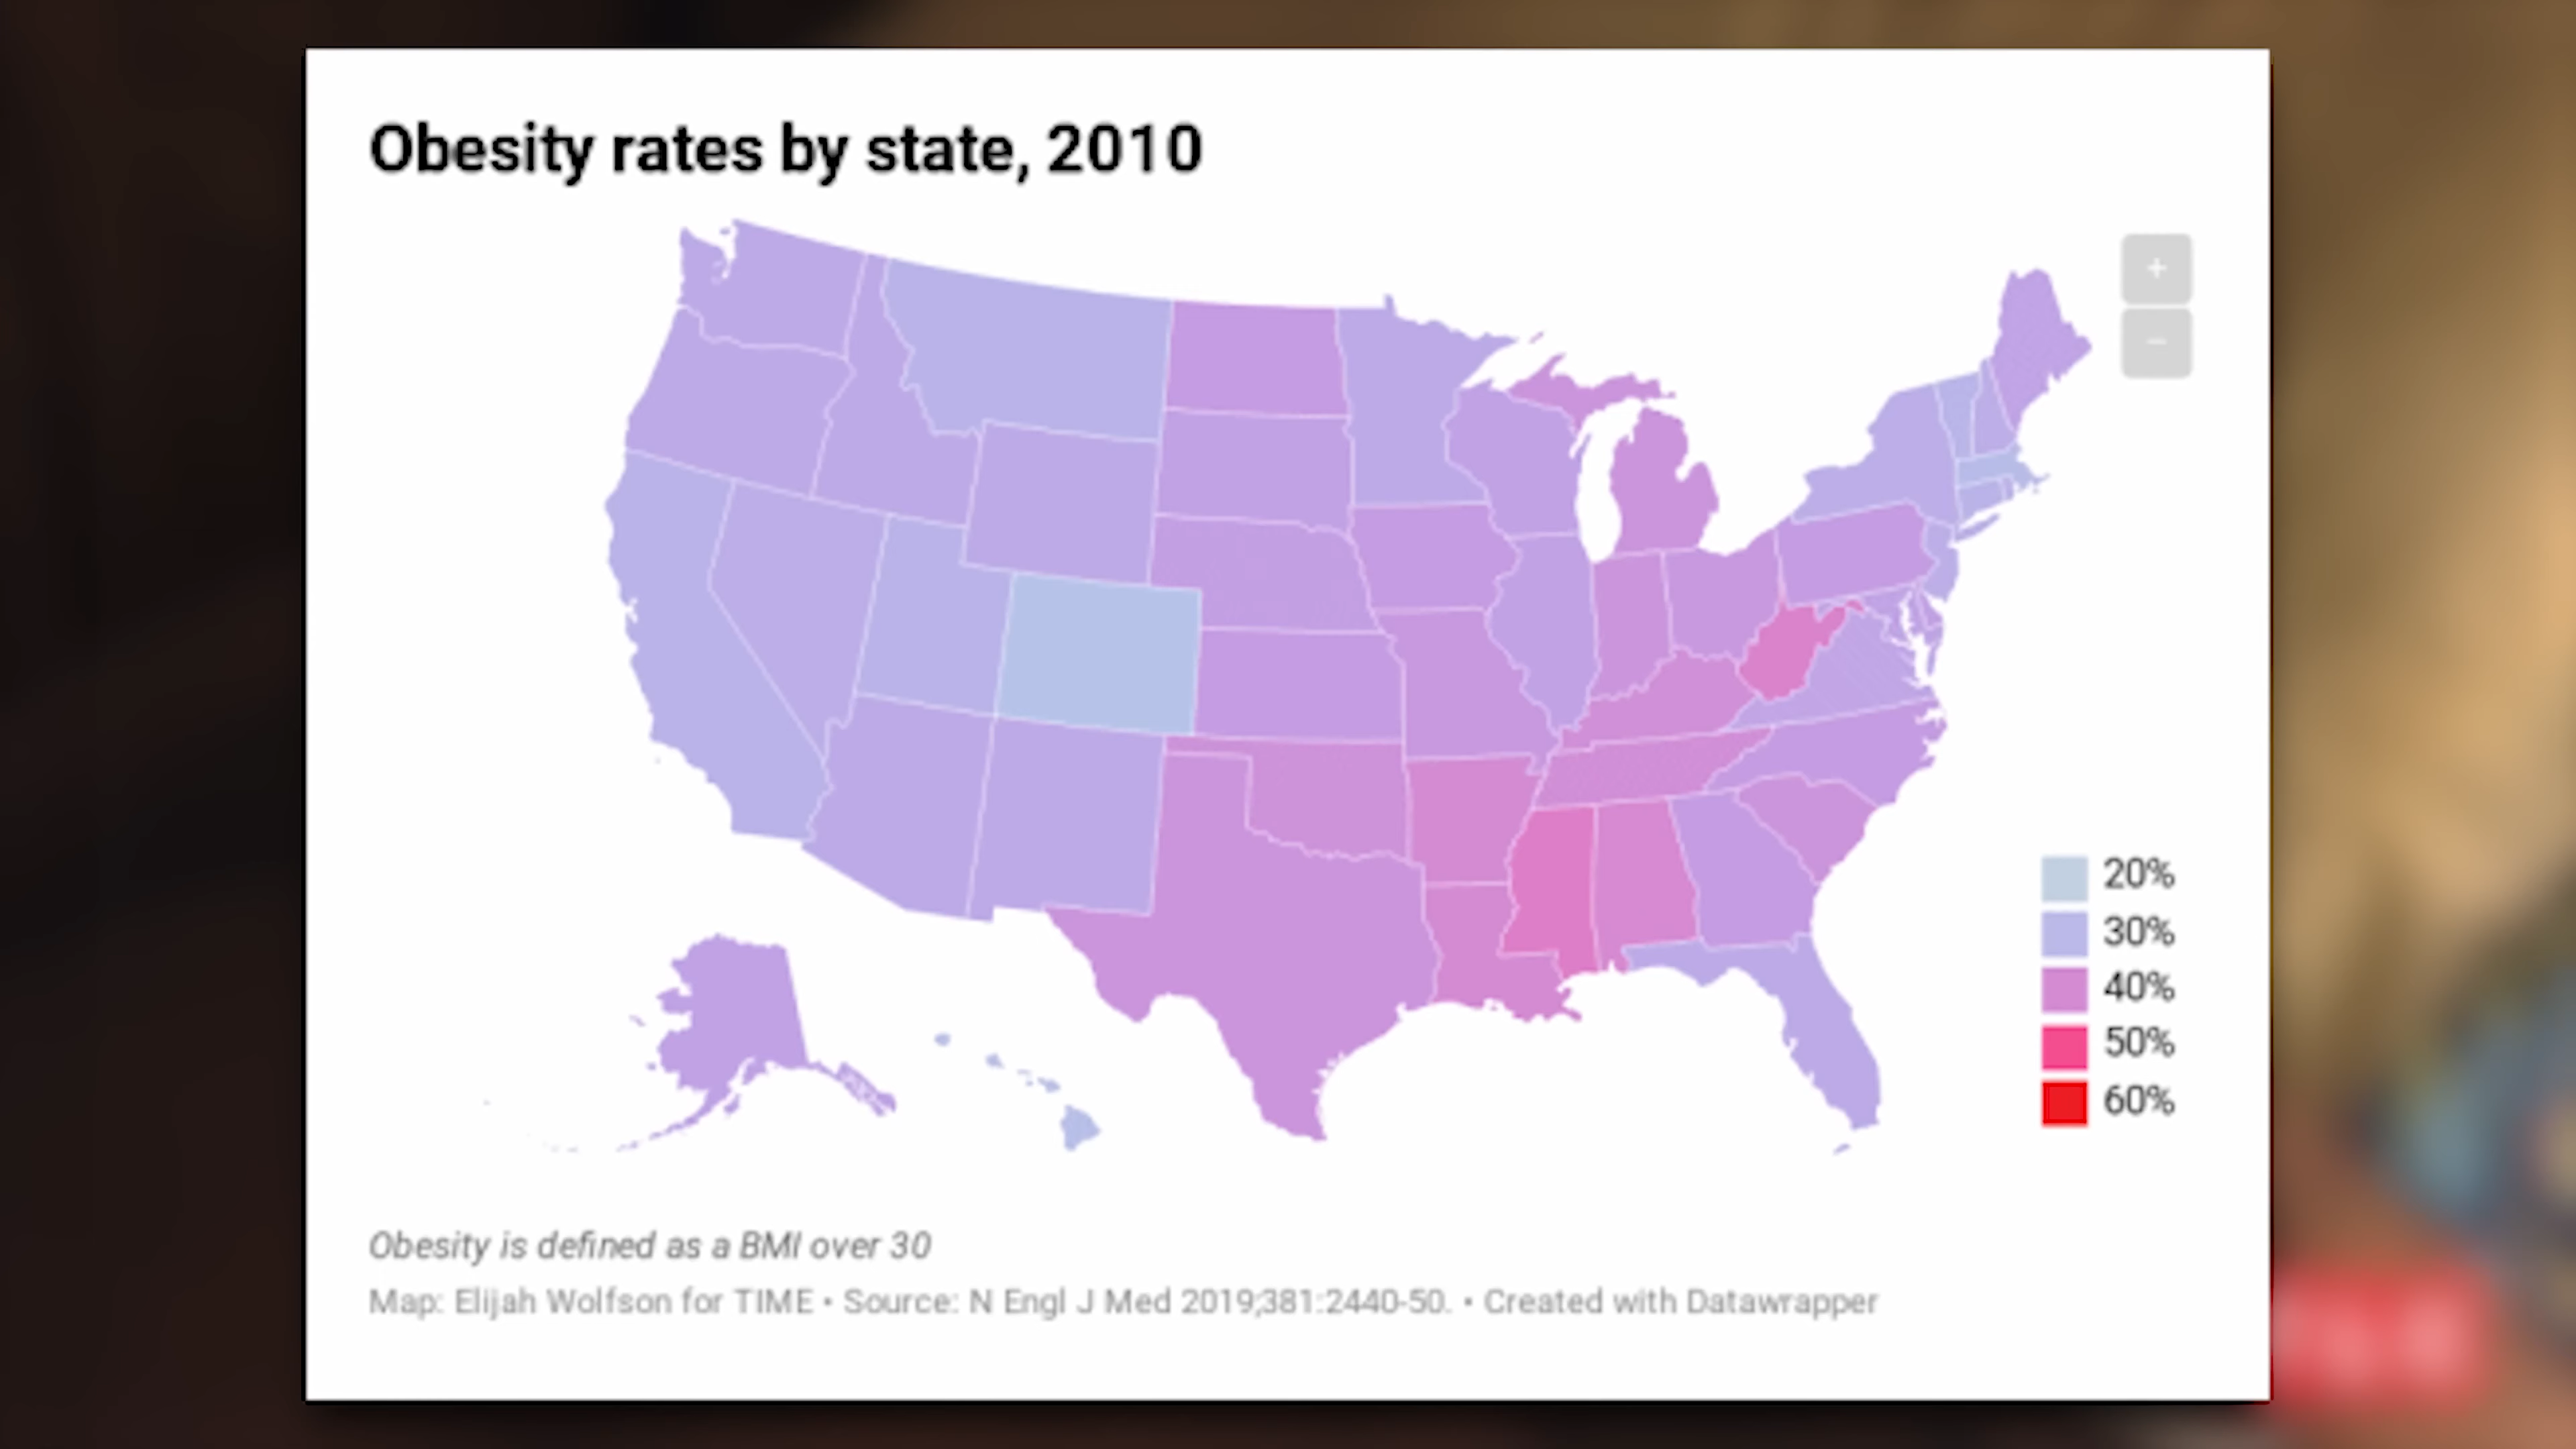 Obesity rates by state, 2010
+
−
20%
30%
40%
50%
60%
Obesity is defined as a BMI over 30
Map: Elijah Wolfson for TIME • Source: N Engl J Med 2019;381:2440-50. • Created with Datawrapper